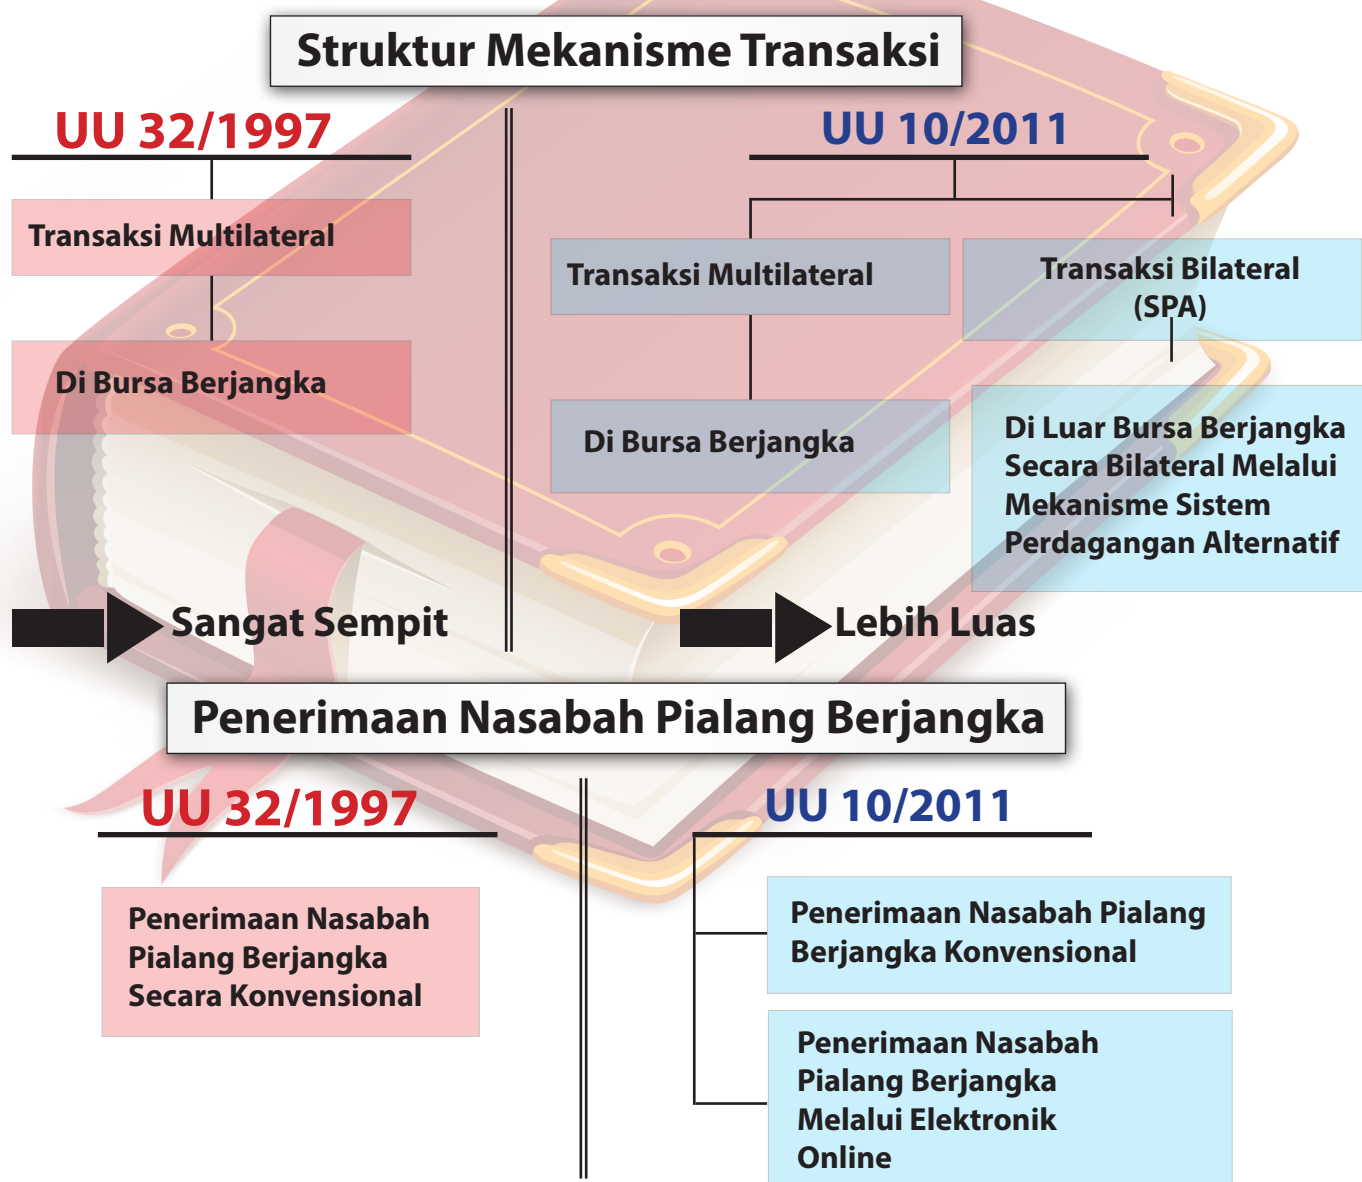 Struktur Mekanisme Transaksi
UU 32/1997
Transaksi Multilateral
Di Bursa Berjangka
Sangat Sempit
UU 10/2011
Transaksi Multilateral
Di Bursa Berjangka
Transaksi Bilateral
(SPA)
Di Luar Bursa Berjangka
Secara Bilateral Melalui
Mekanisme Sistem
Perdagangan Alternatif
Lebih Luas
Penerimaan Nasabah Pialang Berjangka
UU 32/1997
Penerimaan Nasabah
Pialang Berjangka
Secara Konvensional
UU 10/2011
Penerimaan Nasabah Pialang
Berjangka Konvensional
Penerimaan Nasabah
Pialang Berjangka
Melalui Elektronik
Online